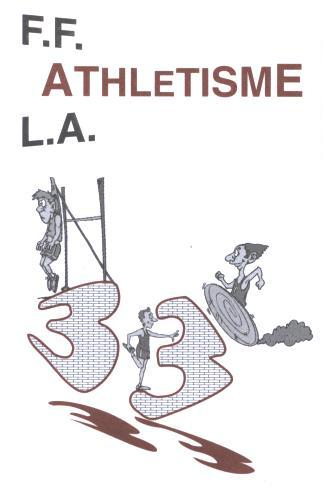 F.F.
ATHLETISME
L.A.
33